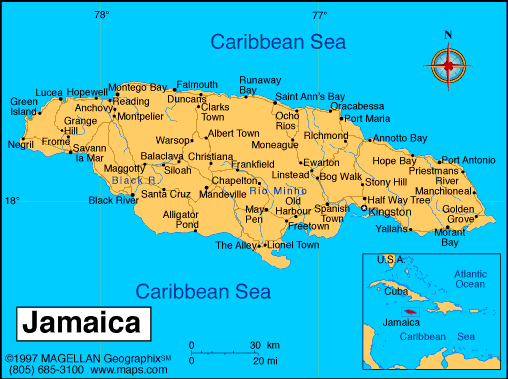 78°
77°
Caribbean Sea
Lucea
Hopewell
Montego Bay
Falmouth
Runaway
Bay
Saint Ann's Bay
Green
Island
Reading
Anchovy
Duncans
Clarks
Town
Oracabessa
Ocho
Rios
Port Maria
Grange
Hill
Montpelier
Negril
Frome
Savann
la Mar
Warsop
Albert Town
Moneague
Richmond
Annotto Bay
Balaclava
Christiana
Maggotty
Siloah
Frankfield
Ewarton
Linstead
Bog Walk
Hope Bay
Port Antonio
Priestmans
River
Black R.
Chapelton
Rio Minho
Stony Hill
Manchioneal
18°
Black River
Santa Cruz
Mandeville
Old
Harbour
Spanish
Town
Half Way Tree
Kingston
Golden
Grove
Alligator
Pond
May
Pen
Freetown
Yallahs
Morant
Bay
The Alley
Lionel Town
Caribbean Sea
U.S.A.
Cuba
Atlantic
Ocean
Jamaica
Caribbean Sea
Jamaica
0 30 km
0 20 mi
©1997 MAGELLAN Geographix℠
(805) 685-3100 www.maps.com